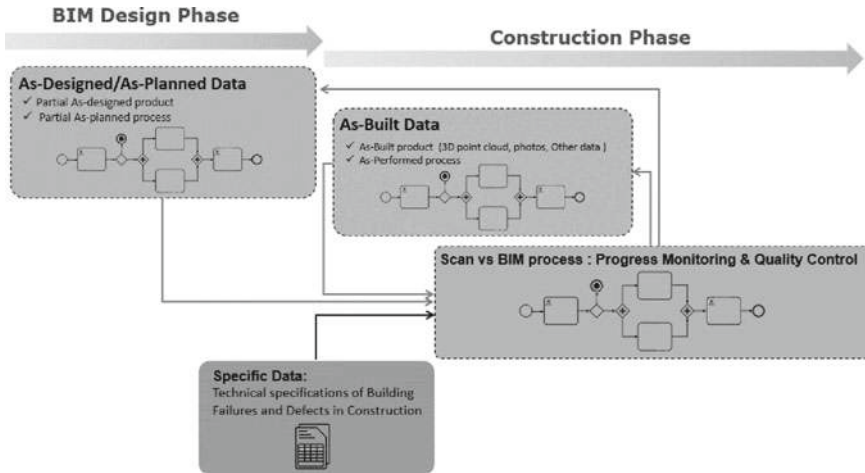 BIM Design Phase
Construction Phase
As-Designed/As-Planned Data
✓ Partial As-designed product
✓ Partial As-planned process
As-Built Data
✓ As-Built product (3D point cloud, photos, Other data )
✓ As-Performed process
Scan vs BIM process : Progress Monitoring & Quality Control
Specific Data:
Technical specifications of Building
Failures and Defects in Construction